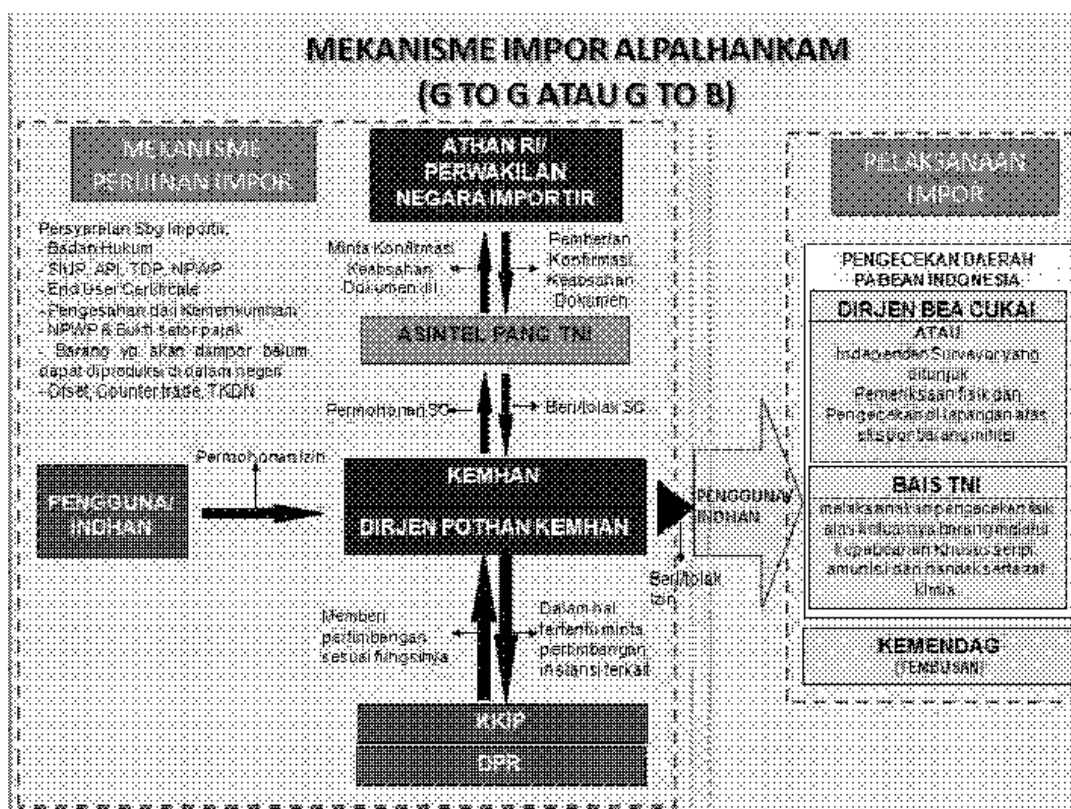 MEKANISME IMPOR ALPALHANKAM
(G TO G ATAU G TO B)
MEKANISME
PERIJINAN IMPOR
ATHAN RI/
PERWAKILAN
NEGARA IMPORTIR
PELAKSANAAN
IMPOR
Persyaratan Sbg Importir:
- Badan Hukum
- SIUP, API, TDP, NPWP
- End User Certificate
- Pengesahan dari Kemenkumham
- NPWP & Bukti setor pajak
- Barang yg akan diimpor belum
dapat diproduksi di dalam negeri
- Ofset, Counter trade, TKDN
Minta Konfirmasi
Keabsahan
Dokumen
Pemberian
Konfirmasi,
Keabsahan
Dokumen
ASINTEL PANG TNI
Permohonan SC
Beri/tolak SC
Permohonan Izin
PENGGUNA/
INDHAN
KEMHAN
DIRJEN POTHAN KEMHAN
PENGGUNA/
INDHAN
Beri/tolak
Izin
Memberi
pertimbangan
sesuai fungsinya
Dalam hal
tertentu minta
pertimbangan
instansi terkait
KKIP
DPR
PENGECEKAN DAERAH
PABEAN INDONESIA
DIRJEN BEA CUKAI
ATAU
Independen Surveyor yang
ditunjuk
Pemeriksaan fisik dan
Pengecekan di lapangan atas
ekspor barang militer
BAIS TNI
melaksanakan pengecekan fisik
atas keluarnya barang melalui
kepabeanan khusus senpi,
amunisi dan handak serta zat
kimia
KEMENDAG
(TEMBUSAN)